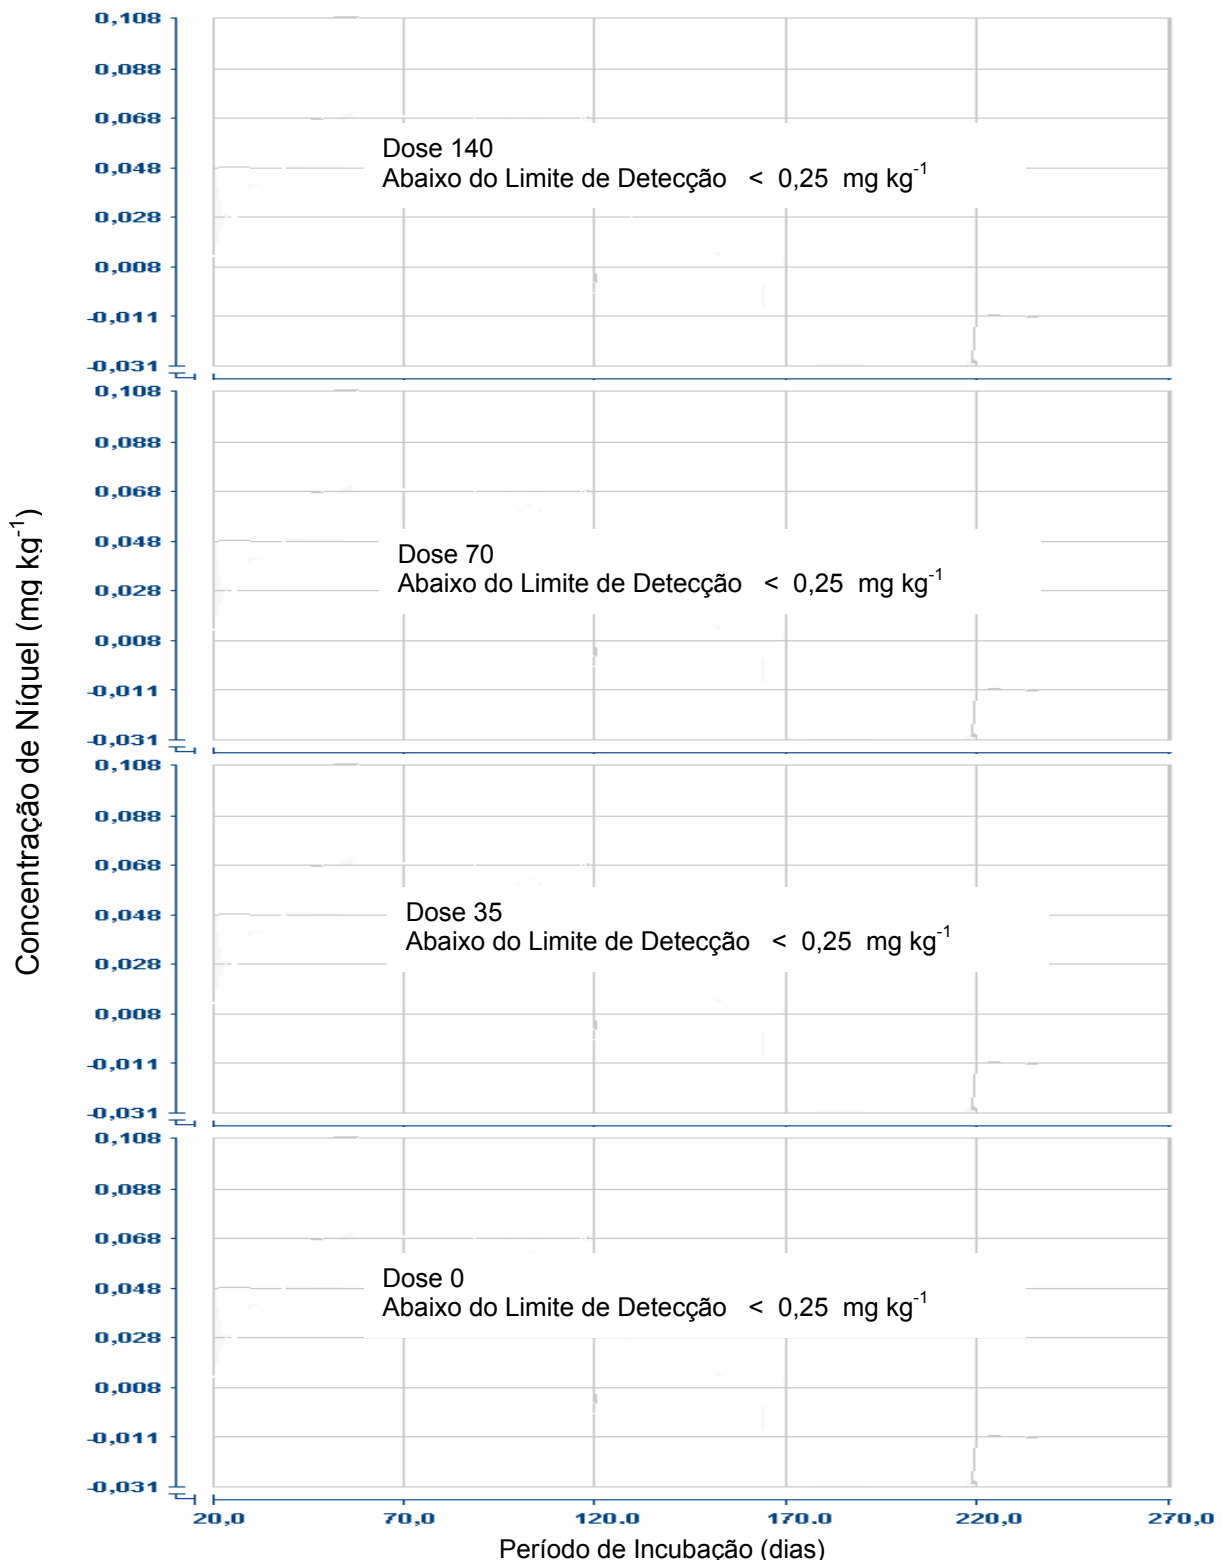 0,108
0,088
0,068
Dose 140
0,048
Abaixo do Limite de Detecção < 0,25 mg kg-1
0,028
0,008
-0,011
-0,031
0,108
0,088
0,068
0,048
Dose 70
Abaixo do Limite de Detecção < 0,25 mg kg-1
0,028
0,008
-0,011
-0,031
Concentração de Níquel (mg kg-1)
0,108
0,088
0,068
0,048
Dose 35
Abaixo do Limite de Detecção < 0,25 mg kg-1
0,028
0,008
-0,011
-0,031
0,108
0,088
0,068
Dose 0
0,048
Abaixo do Limite de Detecção < 0,25 mg kg-1
0,028
0,008
-0,011
-0,031
20,0 70,0 120.0 170.0 220,0 270,0
Período de Incubação (dias)